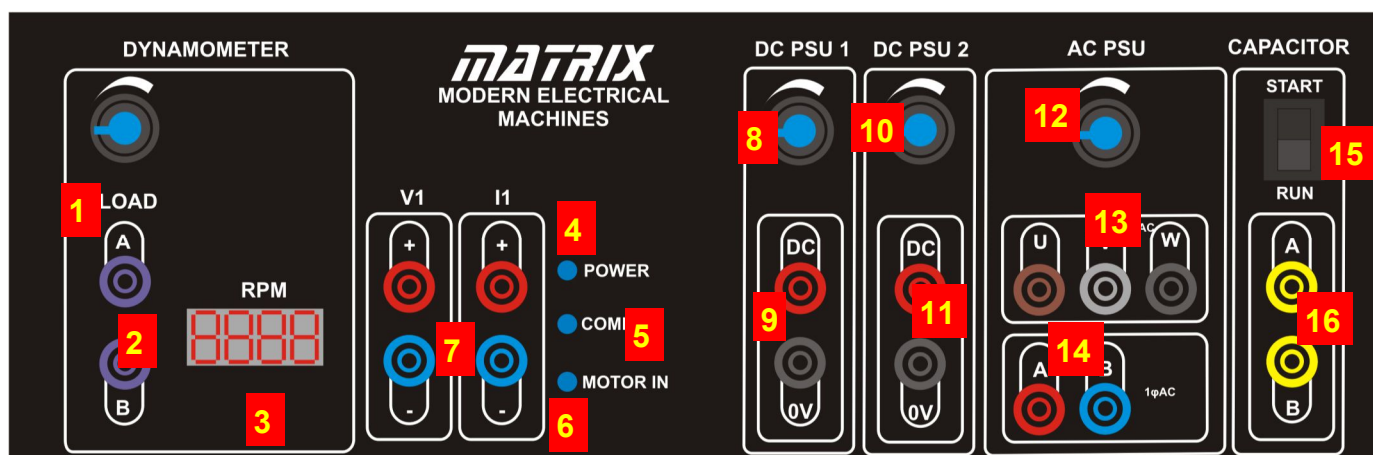 DYNAMOMETER
MATRIX
MODERN ELECTRICAL
MACHINES
DC PSU 1
DC PSU 2
AC PSU
CAPACITOR
START
8
10
12
15
RUN
1
LOAD
V1
I1
4
13
AC
A
+
+
DC
DC
U
W
A
POWER
RPM
2
COM
5
7
9
11
16
14
MOTOR IN
A
B
1φAC
B
3
-
-
6
0V
0V
B